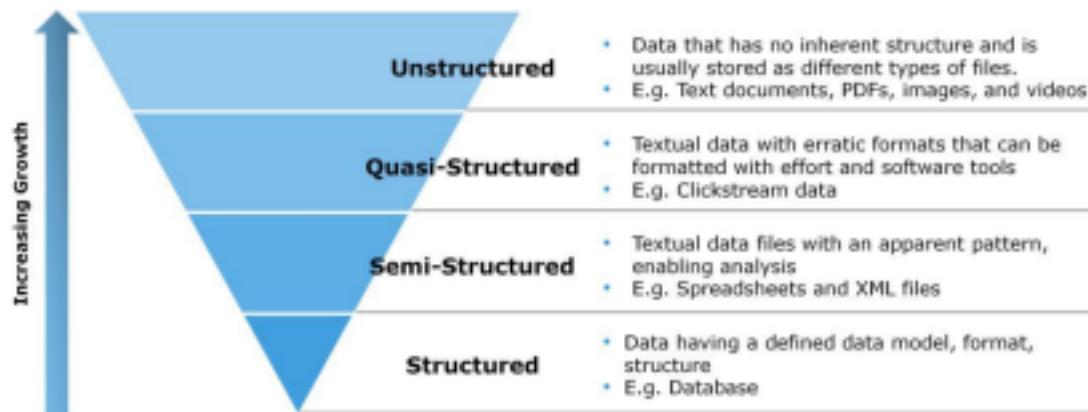 Increasing Growth
Unstructured
• Data that has no inherent structure and is
usually stored as different types of files.
• E.g. Text documents, PDFs, images, and videos
Quasi-Structured
• Textual data with erratic formats that can be
formatted with effort and software tools
• E.g. Clickstream data
Semi-Structured
• Textual data files with an apparent pattern,
enabling analysis
• E.g. Spreadsheets and XML files
Structured
• Data having a defined data model, format,
structure
• E.g. Database